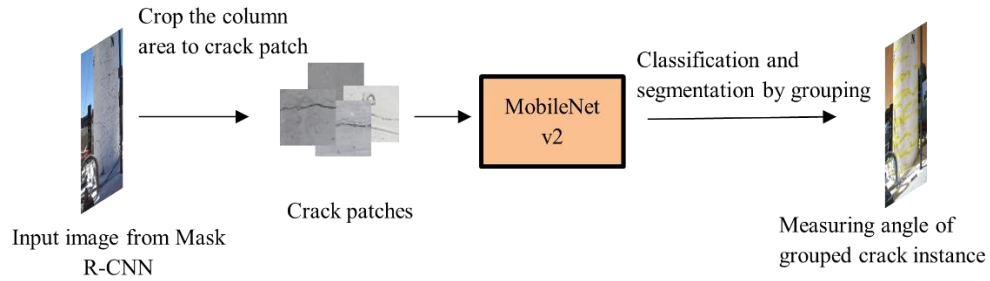 Crop the column
area to crack patch
Classification and
segmentation by grouping
MobileNet
v2
Crack patches
Input image from Mask
R-CNN
Measuring angle of
grouped crack instance